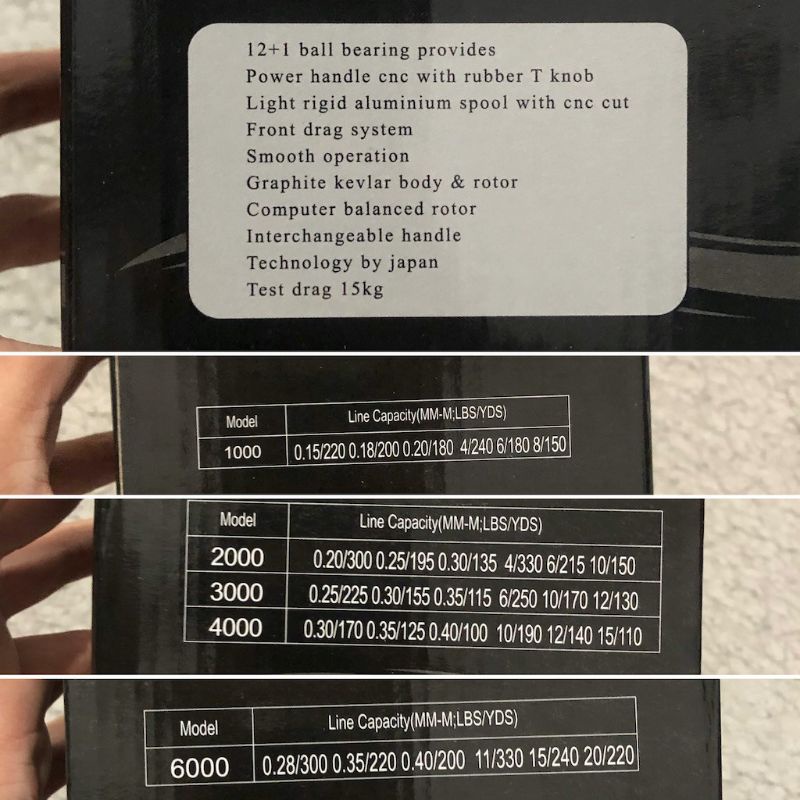 12+1 ball bearing provides
Power handle cnc with rubber T knob
Light rigid aluminium spool with cnc cut
Front drag system
Smooth operation
Graphite kevlar body & rotor
Computer balanced rotor
Interchangeable handle
Technology by japan
Test drag 15kg
Model Line Capacity(MM-M;LBS/YDS)
1000 0.15/220 0.18/200 0.20/180 4/240 6/180 8/150
Model Line Capacity(MM-M;LBS/YDS)
2000 0.20/300 0.25/195 0.30/135 4/330 6/215 10/150
3000 0.25/225 0.30/155 0.35/115 6/250 10/170 12/130
4000 0.30/170 0.35/125 0.40/100 10/190 12/140 15/110
Model Line Capacity(MM-M;LBS/YDS)
6000 0.28/300 0.35/220 0.40/200 11/330 15/240 20/220